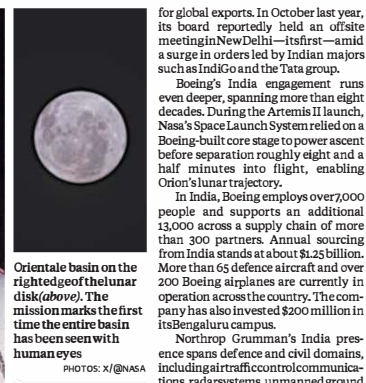 Orientale basin on the
right edge of the lunar
disk (above). The
mission marks the first
time the entire basin
has been seen with
human eyes
PHOTOS: X/@NASA
for global exports. In October last year,
its board reportedly held an offsite
meeting in New Delhi—its first—amid
a surge in orders led by Indian majors
such as IndiGo and the Tata group.
Boeing's India engagement runs
even deeper, spanning more than eight
decades. During the Artemis II launch,
Nasa's Space Launch System relied on a
Boeing-built core stage to power ascent
before separation roughly eight and a
half minutes into flight, enabling
Orion's lunar trajectory.
In India, Boeing employs over 7,000
people and supports an additional
13,000 across a supply chain of more
than 300 partners. Annual sourcing
from India stands at about $1.25 billion.
More than 65 defence aircraft and over
200 Boeing airplanes are currently in
operation across the country. The com-
pany has also invested $200 million in
its Bengaluru campus.
Northrop Grumman's India pres-
ence spans defence and civil domains,
including air traffic control communica-
tions, radar systems, unmanned ground